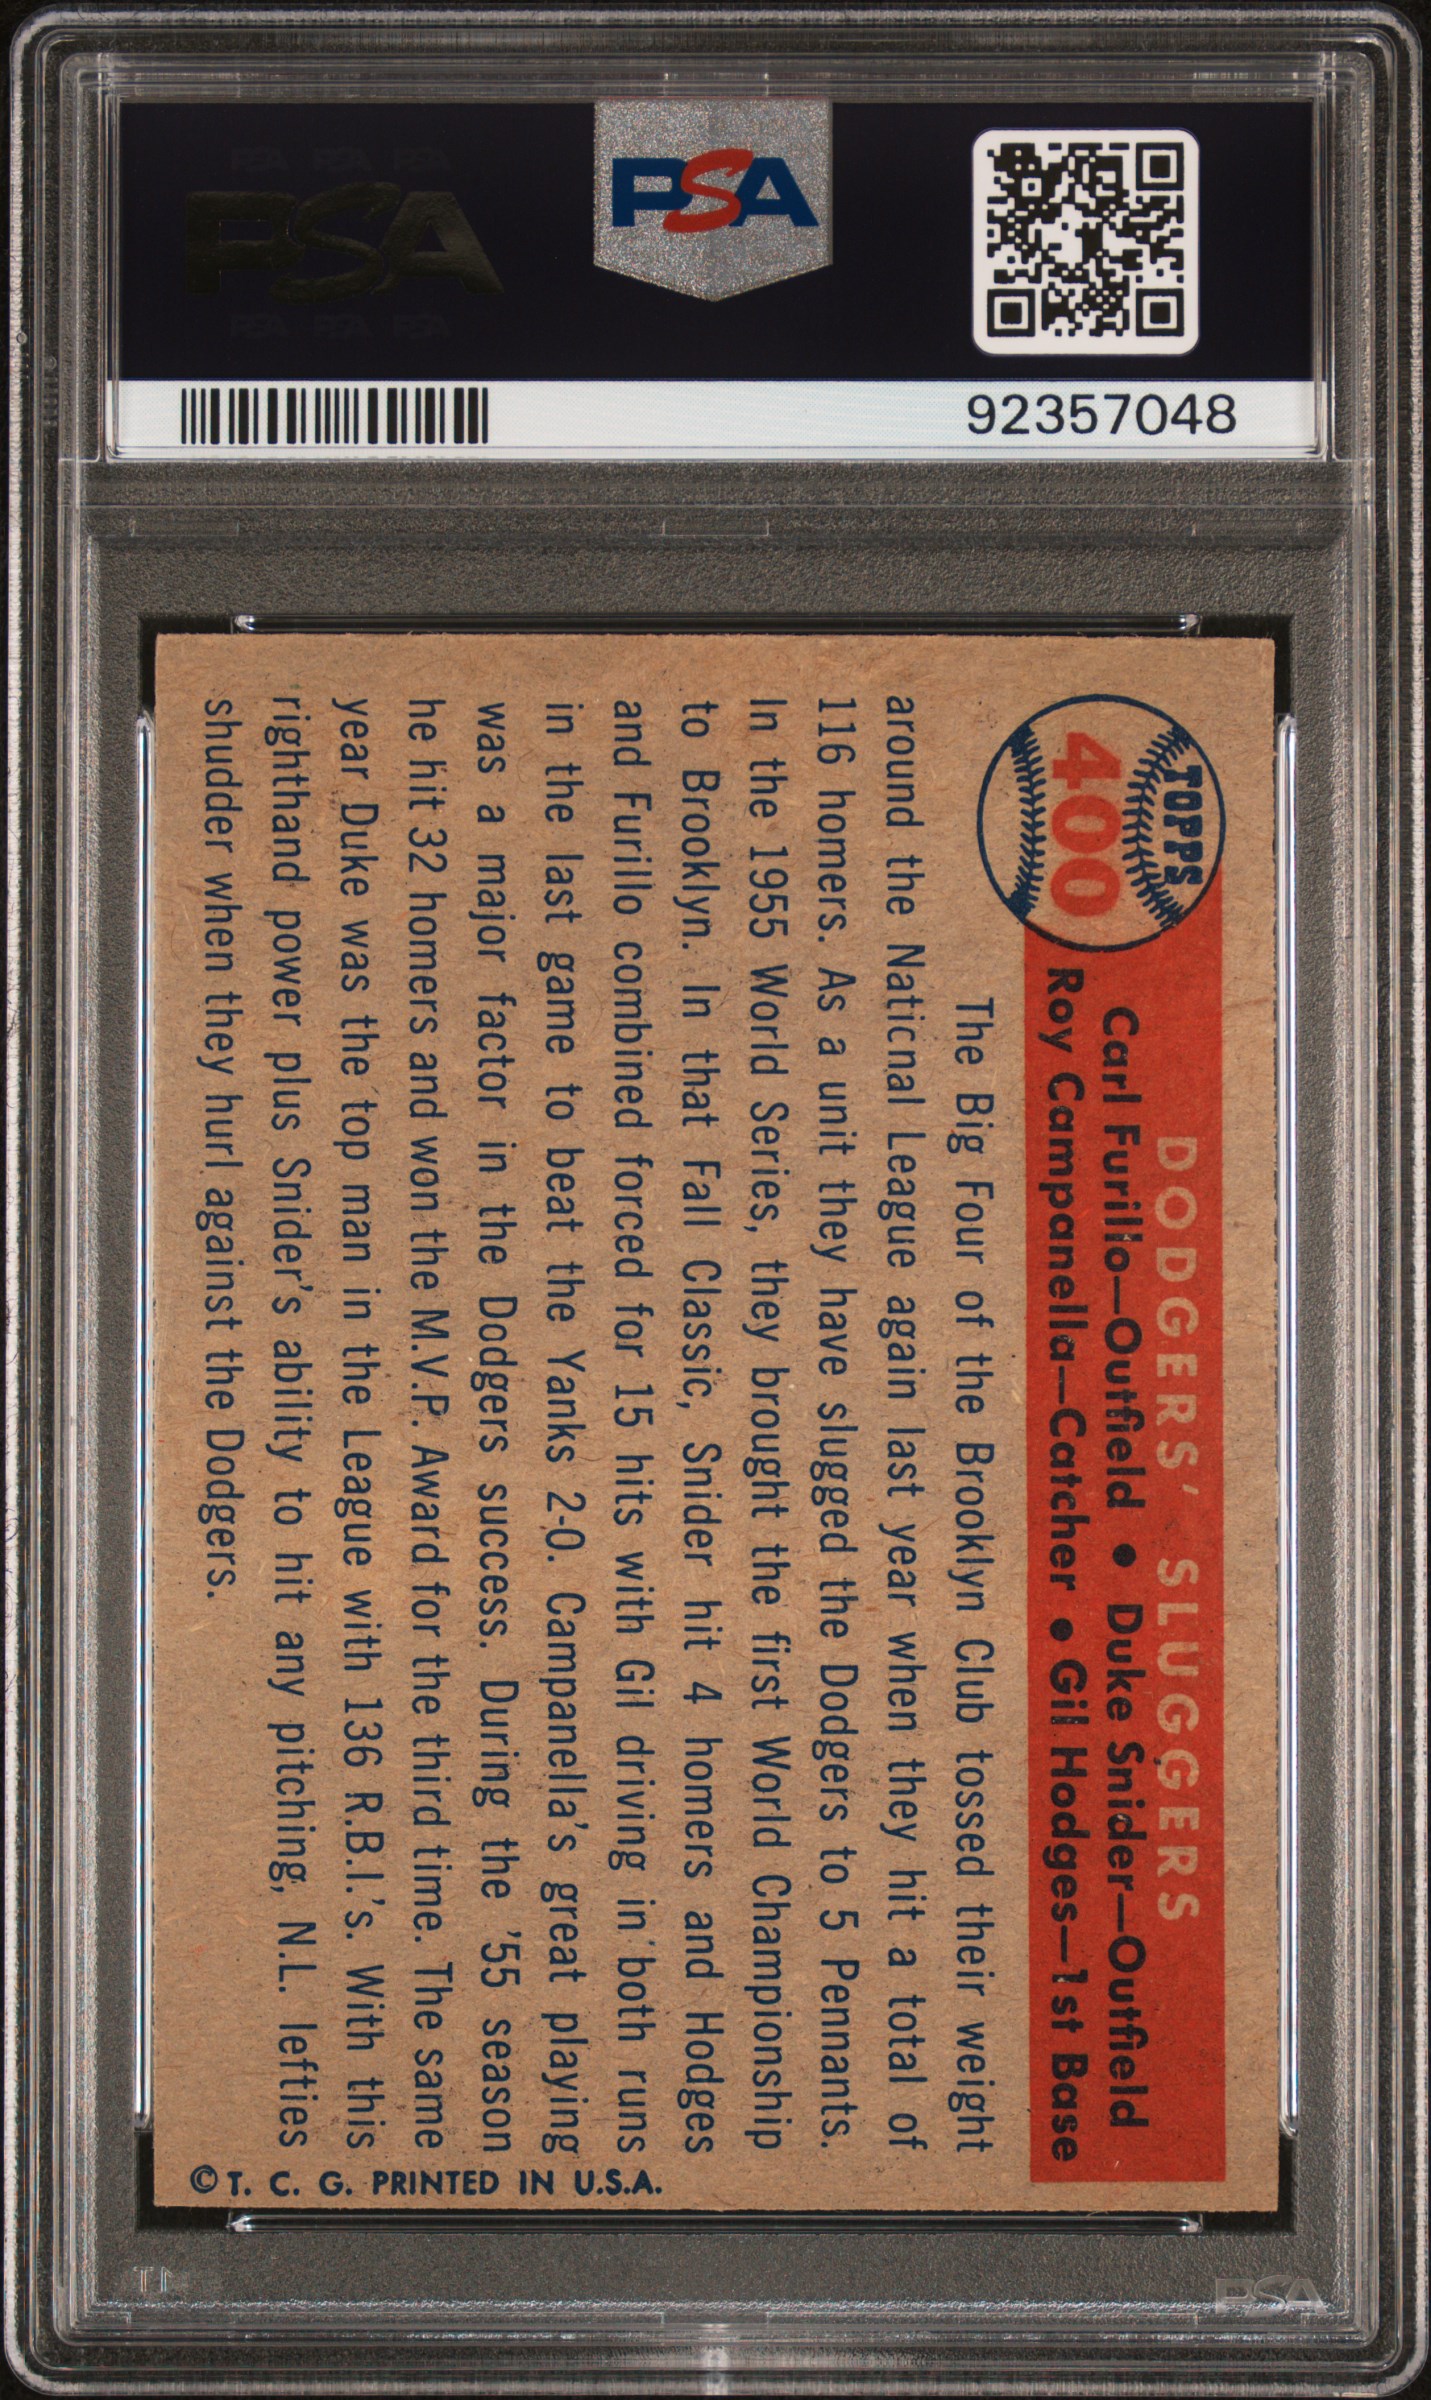 PSA
PSA
92357048
TOPPS
400
DODGERS' SLUGGERS
Carl Furillo—Outfield • Duke Snider—Outfield
Roy Campanella—Catcher • Gil Hodges—1st Base
The Big Four of the Brooklyn Club tossed their weight
around the Naticnal League again last year when they hit a total of
116 homers. As a unit they have slugged the Dodgers to 5 Pennants.
In the 1955 World Series, they brought the first World Championship
to Brooklyn. In that Fall Classic, Snider hit 4 homers and Hodges
and Furillo combined forced for 15 hits with Gil driving in both runs
in the last game to beat the Yanks 2-0. Campanella's great playing
was a major factor in the Dodgers success. During the '55 season
he hit 32 homers and won the M.V.P. Award for the third time. The same
year Duke was the top man in the League with 136 R.B.I.'s. With this
righthand power plus Snider's ability to hit any pitching, N.L. lefties
shudder when they hurl against the Dodgers.
© T. C. G. PRINTED IN U.S.A.
PSA